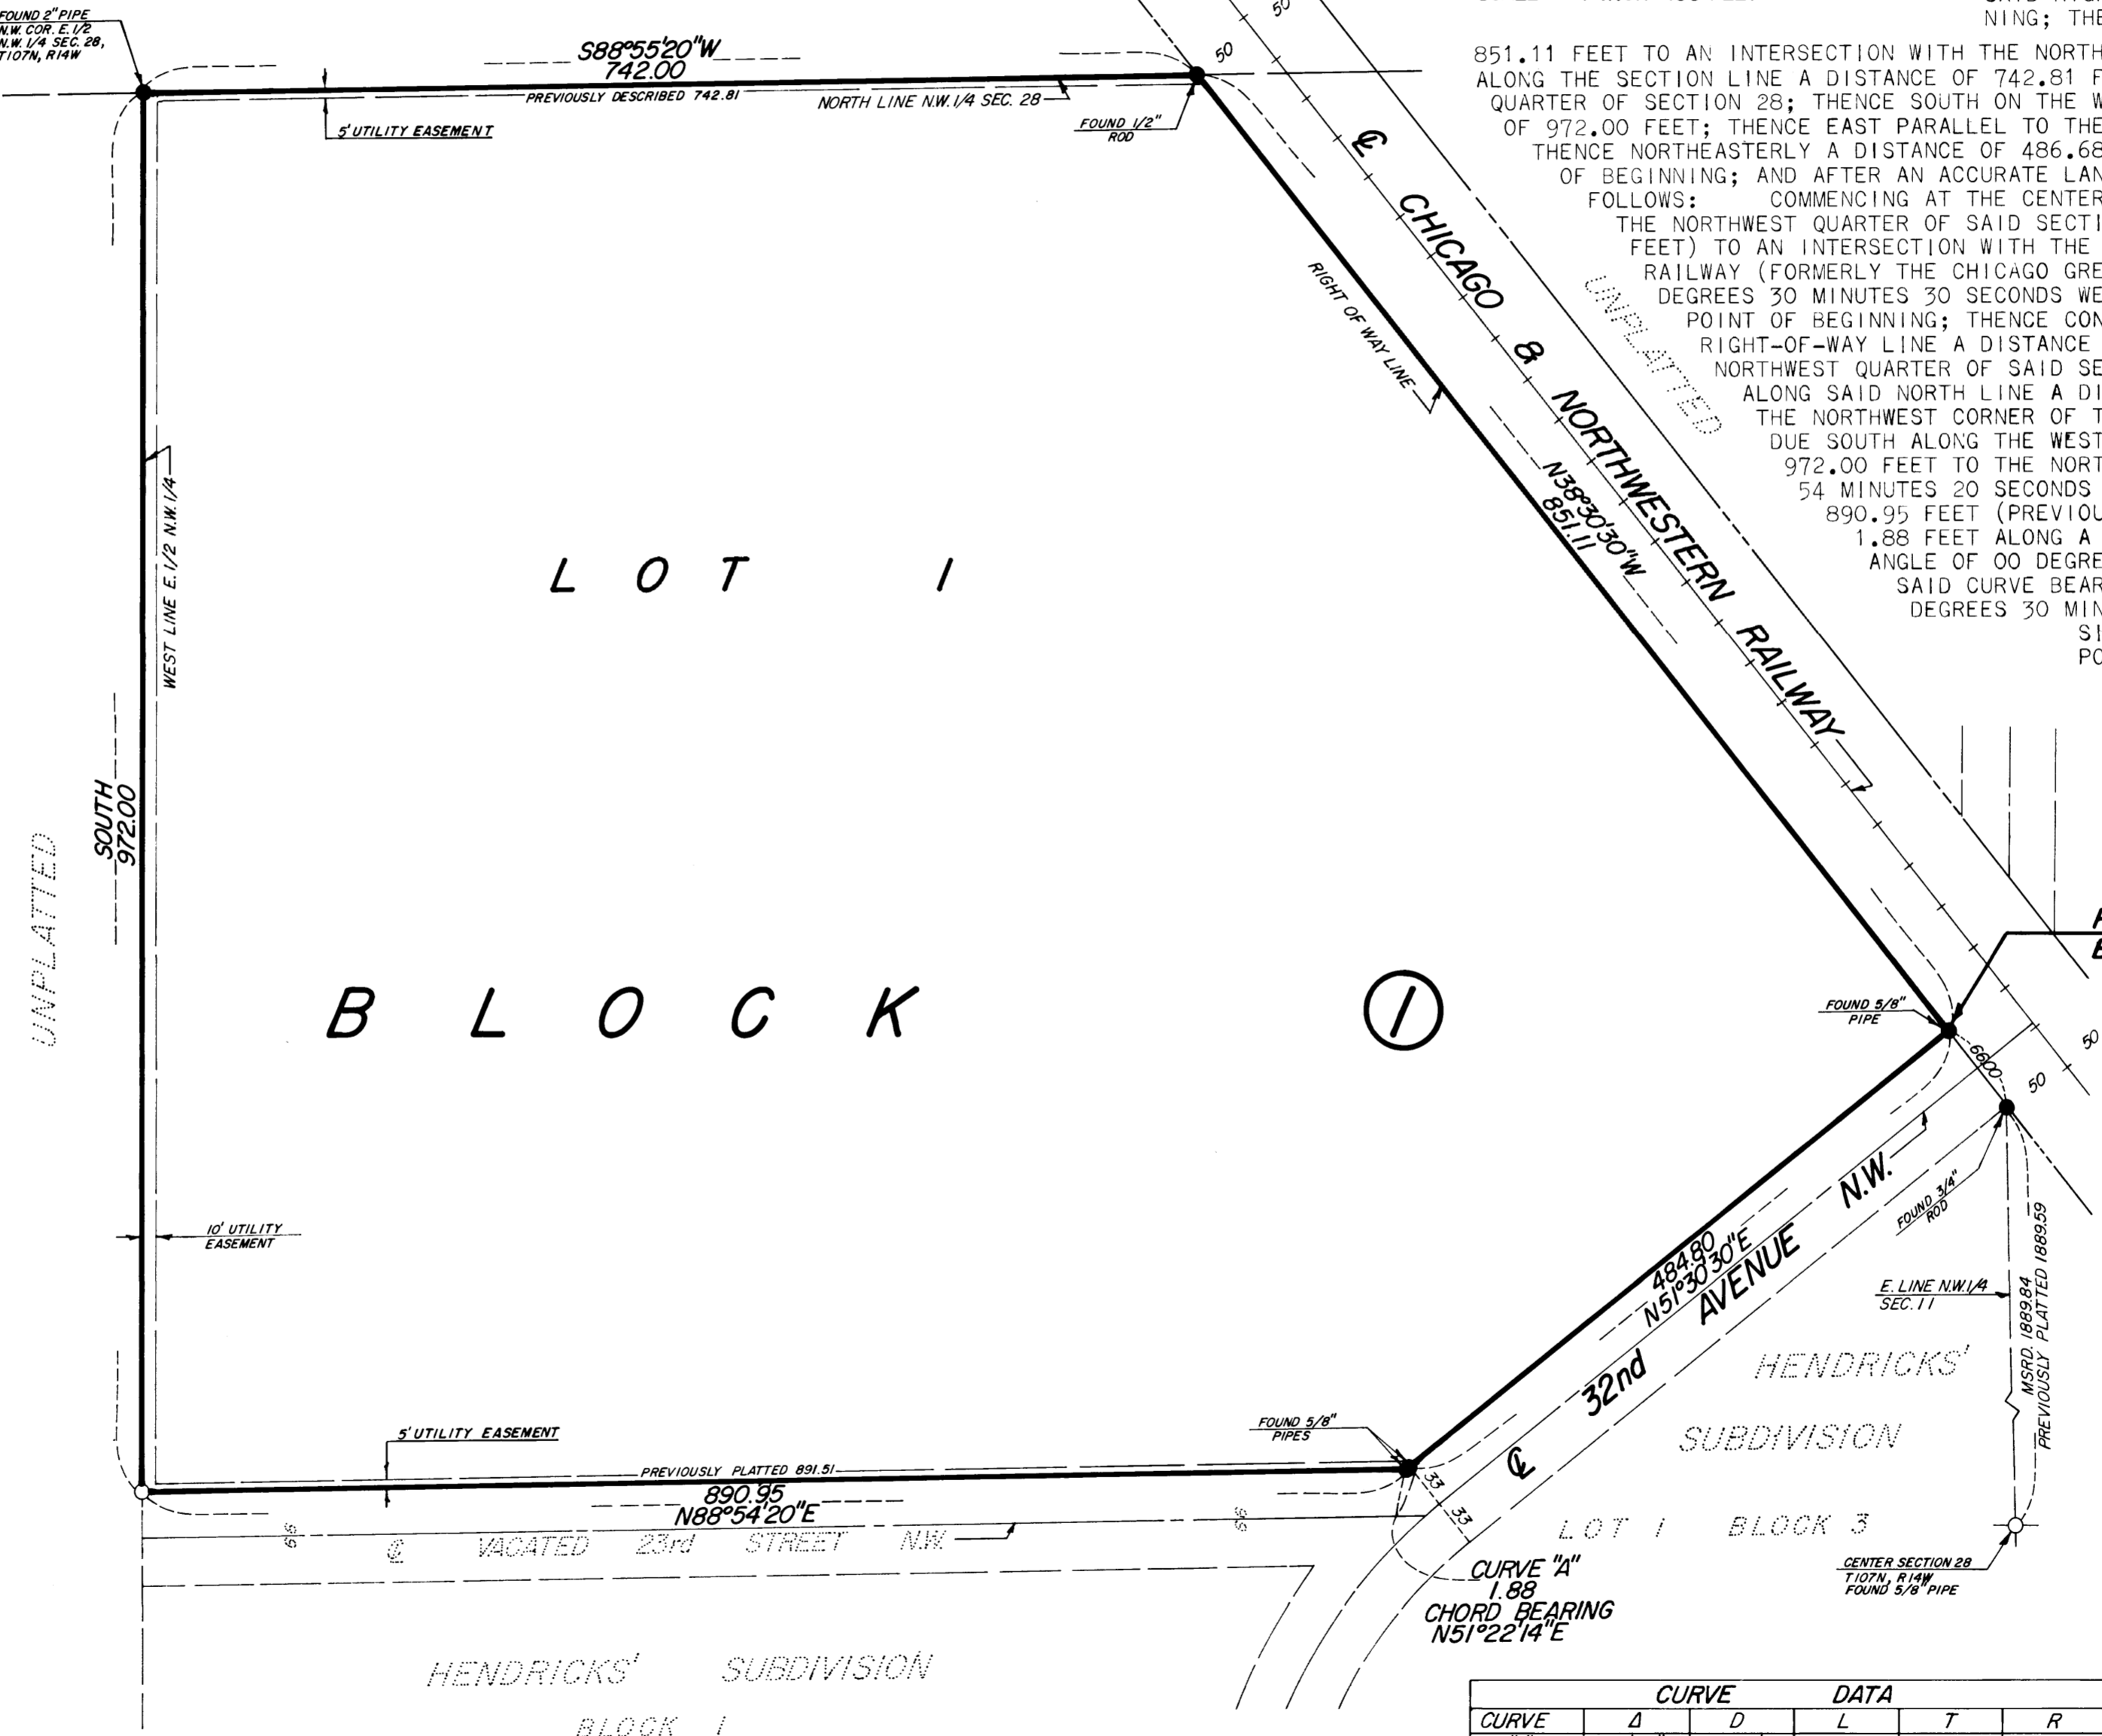 FOUND 2" PIPE
N.W. COR. E. 1/2
N.W. 1/4 SEC. 28,
T107N, R14W
S88°55'20"W
742.00
PREVIOUSLY DESCRIBED 742.81
NORTH LINE N.W. 1/4 SEC. 28
5' UTILITY EASEMENT
FOUND 1/2"
ROD
50
50
NING; THE
851.11 FEET TO AN INTERSECTION WITH THE NORTH
ALONG THE SECTION LINE A DISTANCE OF 742.81 F
QUARTER OF SECTION 28; THENCE SOUTH ON THE W
OF 972.00 FEET; THENCE EAST PARALLEL TO THE
THENCE NORTHEASTERLY A DISTANCE OF 486.68
OF BEGINNING; AND AFTER AN ACCURATE LAN
FOLLOWS: COMMENCING AT THE CENTER
THE NORTHWEST QUARTER OF SAID SECTI
FEET) TO AN INTERSECTION WITH THE
RAILWAY (FORMERLY THE CHICAGO GRE
DEGREES 30 MINUTES 30 SECONDS WE
POINT OF BEGINNING; THENCE CON
RIGHT-OF-WAY LINE A DISTANCE
NORTHWEST QUARTER OF SAID SE
ALONG SAID NORTH LINE A DI
THE NORTHWEST CORNER OF T
DUE SOUTH ALONG THE WEST
972.00 FEET TO THE NORT
54 MINUTES 20 SECONDS
890.95 FEET (PREVIOU
1.88 FEET ALONG A
ANGLE OF 00 DEGRE
SAID CURVE BEAR
DEGREES 30 MIN
SI
PO
℄ CHICAGO & NORTHWESTERN RAILWAY
UNPLATTED
RIGHT OF WAY LINE
N38°30'30"W
851.11
WEST LINE E. 1/2 N.W. 1/4
LOT 1
SOUTH
972.00
UNPLATTED
BLOCK 1
FOUND 5/8"
PIPE
66.00
50
50
FOUND 3/4"
ROD
10' UTILITY
EASEMENT
484.80
N51°30'30"E
℄ 32nd AVENUE N.W.
E. LINE N.W. 1/4
SEC. 11
MSRD. 1889.84
PREVIOUSLY PLATTED 1889.59
HENDRICKS'
SUBDIVISION
LOT 1 BLOCK 3
CENTER SECTION 28
T107N, R14W
FOUND 5/8" PIPE
5' UTILITY EASEMENT
FOUND 5/8"
PIPES
PREVIOUSLY PLATTED 891.51
890.95
N88°54'20"E
33
33
66
66
℄ VACATED 23rd STREET N.W.
CURVE "A"
1.88
CHORD BEARING
N51°22'14"E
HENDRICKS' SUBDIVISION
BLOCK 1
CURVE DATA
CURVE Δ D L T R